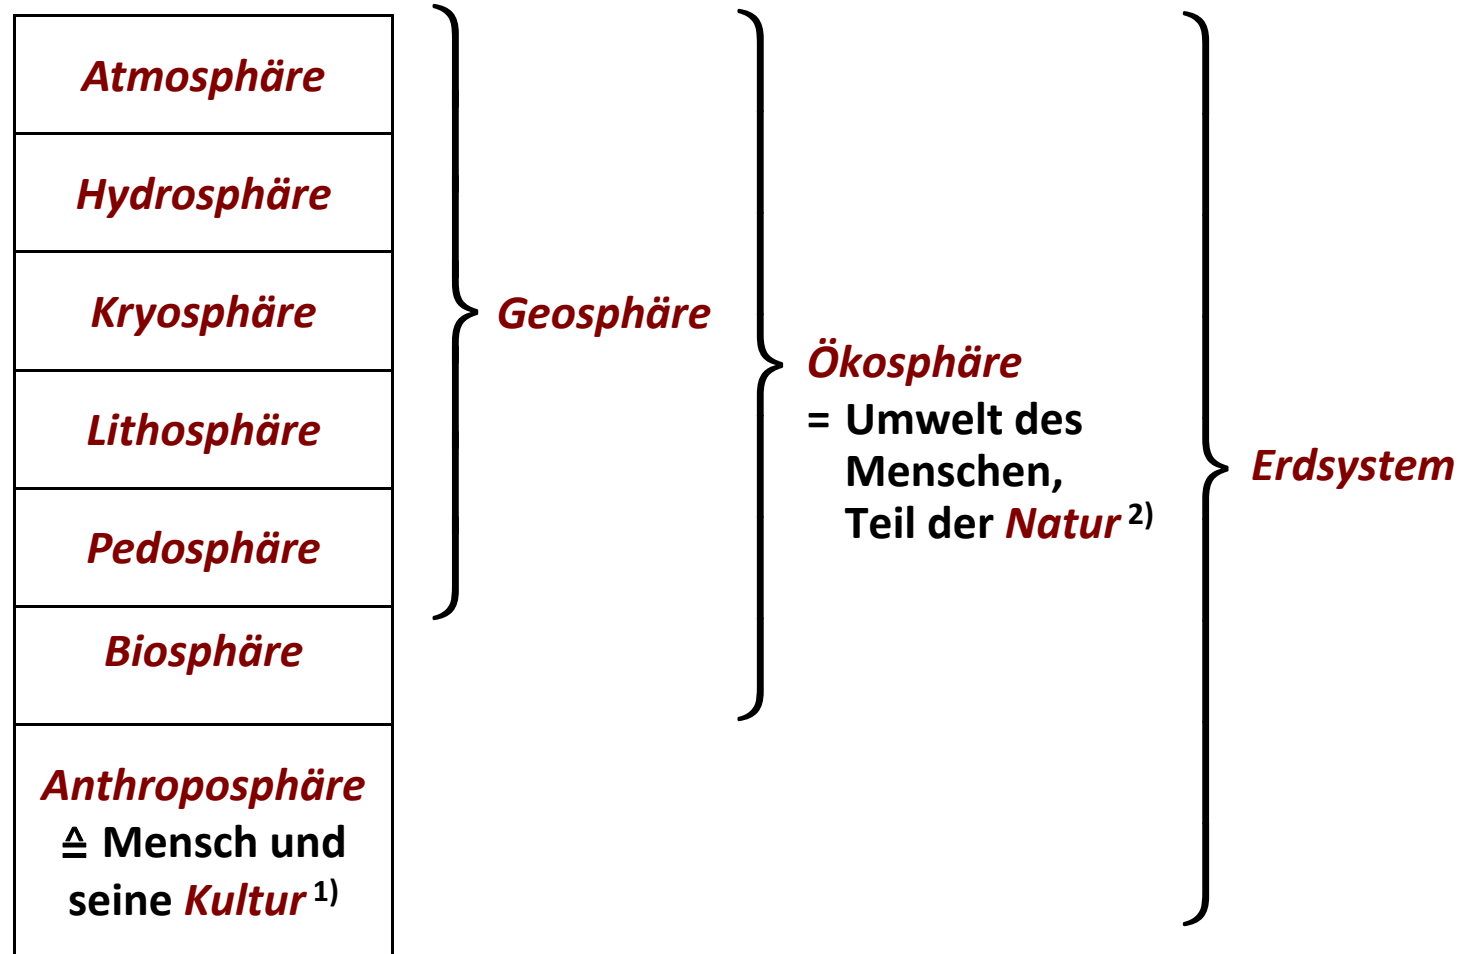 Atmosphäre
Hydrosphäre
Kryosphäre
Lithosphäre
Pedosphäre
Biosphäre
Anthroposphäre
≙ Mensch und
seine Kultur 1)
Geosphäre
Ökosphäre
= Umwelt des
Menschen,
Teil der Natur 2)
Erdsystem